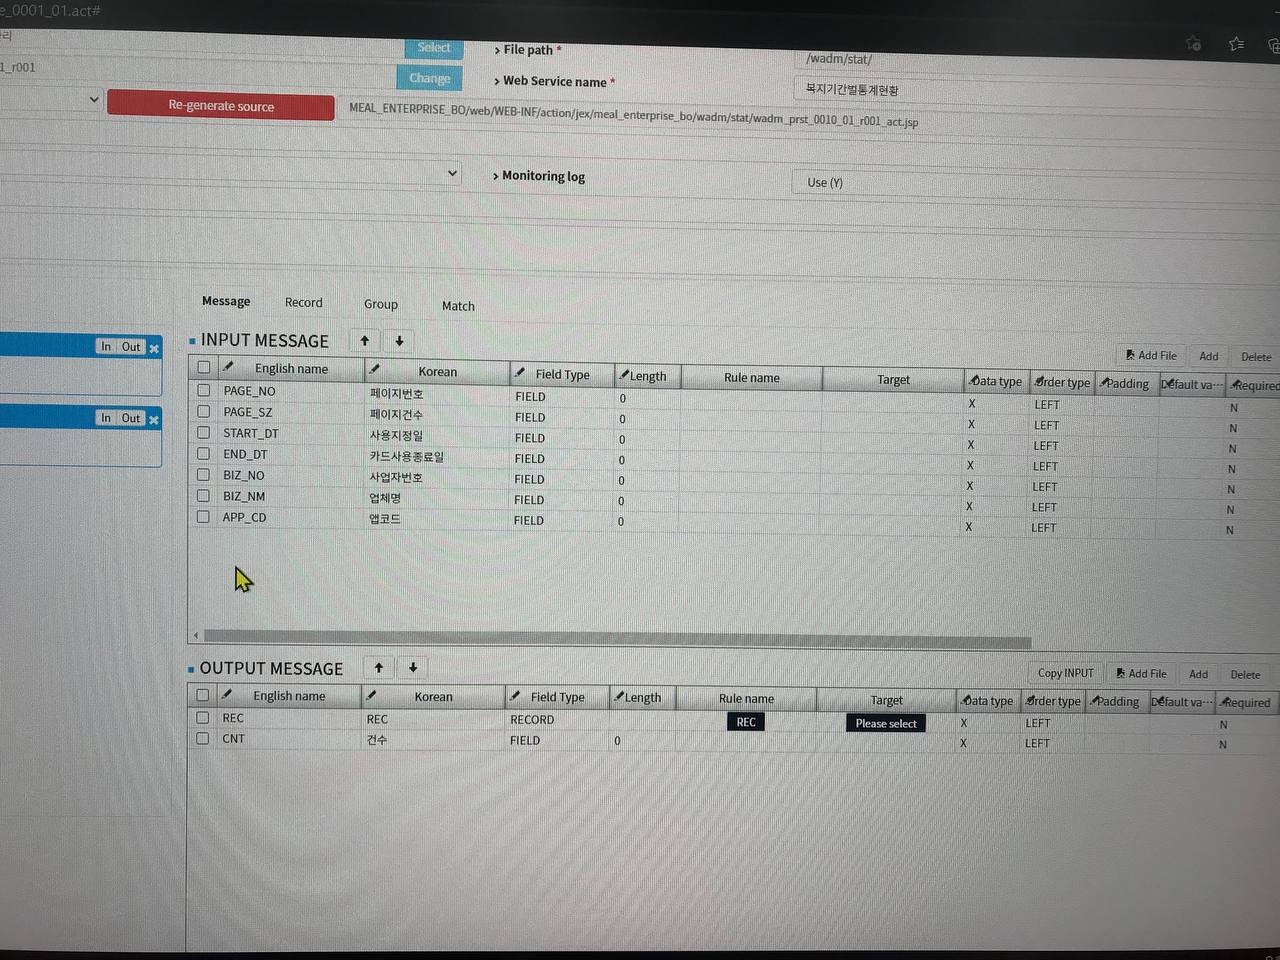 e_0001_01.act#
Select
> File path *
/wadm/stat/
1_r001
Change
> Web Service name *
복지기간별통계현황
Re-generate source
MEAL_ENTERPRISE_BO/web/WEB-INF/action/jex/meal_enterprise_bo/wadm/stat/wadm_prst_0010_01_r001_act.jsp
> Monitoring log
Use (Y)
Message Record Group Match
In Out
In Out
INPUT MESSAGE
Add File Add Delete
English name Korean Field Type Length Rule name Target Data type Order type Padding Default va··· Required
PAGE_NO 페이지번호 FIELD 0 X LEFT N
PAGE_SZ 페이지건수 FIELD 0 X LEFT N
START_DT 사용지정일 FIELD 0 X LEFT N
END_DT 카드사용종료일 FIELD 0 X LEFT N
BIZ_NO 사업자번호 FIELD 0 X LEFT N
BIZ_NM 업체명 FIELD 0 X LEFT N
APP_CD 앱코드 FIELD 0 X LEFT N
OUTPUT MESSAGE
Copy INPUT Add File Add Delete
English name Korean Field Type Length Rule name Target Data type Order type Padding Default va··· Required
REC REC RECORD REC Please select X LEFT N
CNT 건수 FIELD 0 X LEFT N